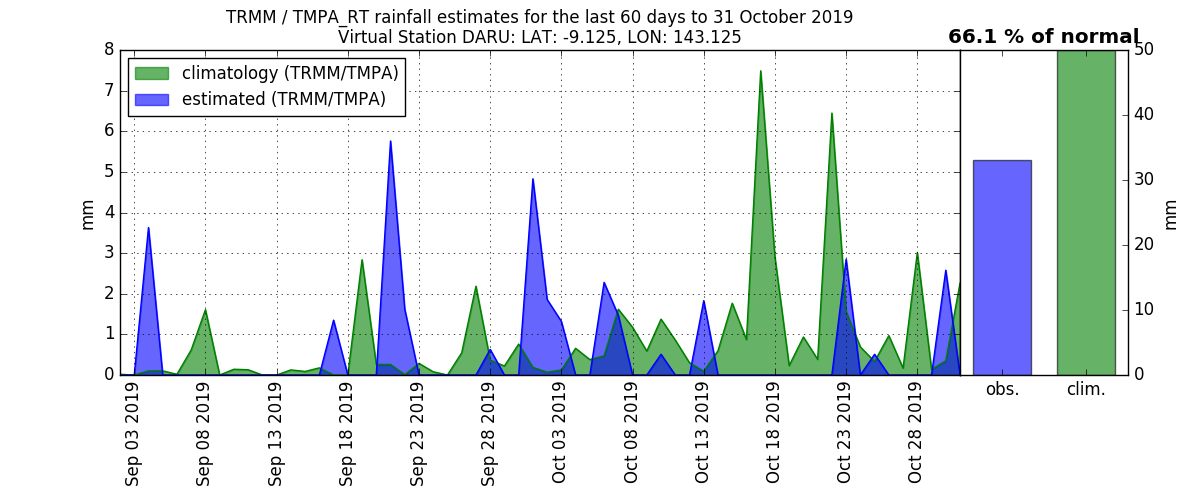 TRMM / TMPA_RT rainfall estimates for the last 60 days to 31 October 2019
Virtual Station DARU: LAT: -9.125, LON: 143.125
66.1 % of normal
climatology (TRMM/TMPA)
estimated (TRMM/TMPA)
mm
8
7
6
5
4
3
2
1
0
Sep 03 2019
Sep 08 2019
Sep 13 2019
Sep 18 2019
Sep 23 2019
Sep 28 2019
Oct 03 2019
Oct 08 2019
Oct 13 2019
Oct 18 2019
Oct 23 2019
Oct 28 2019
obs.
clim.
50
40
30
20
10
0
mm